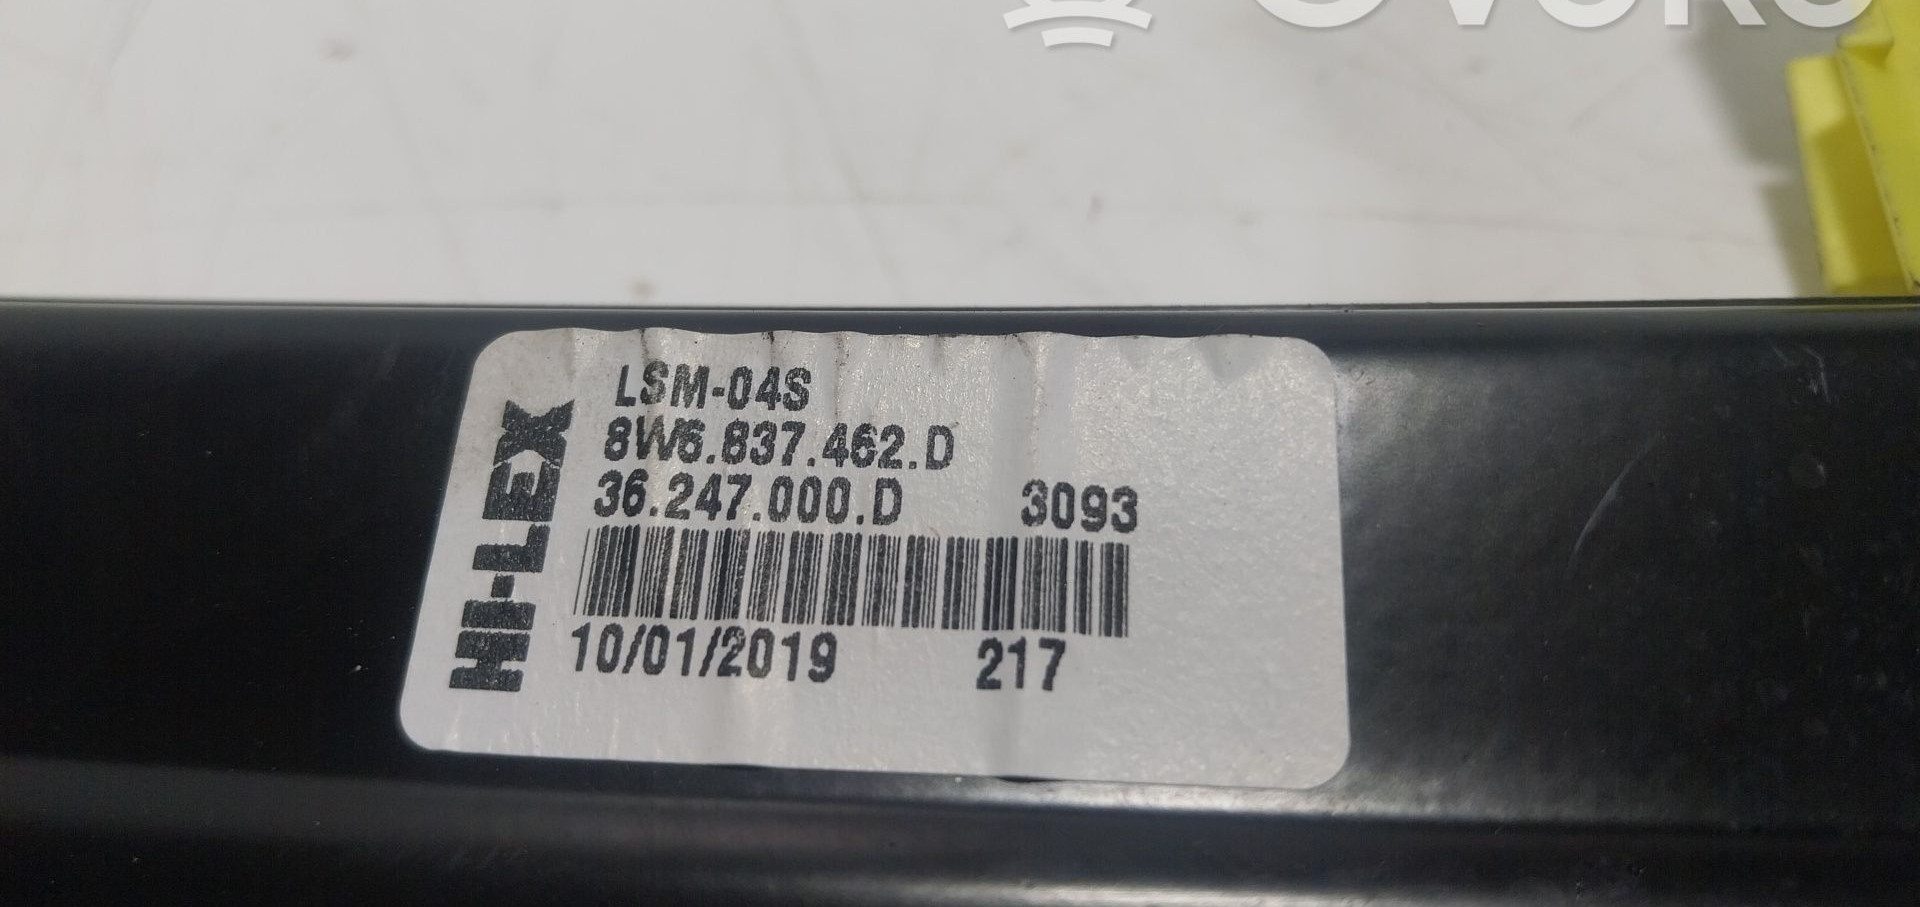 HI-LEX
LSM-04S
8W6.837.462.D
36.247.000.D 3093
10/01/2019 217